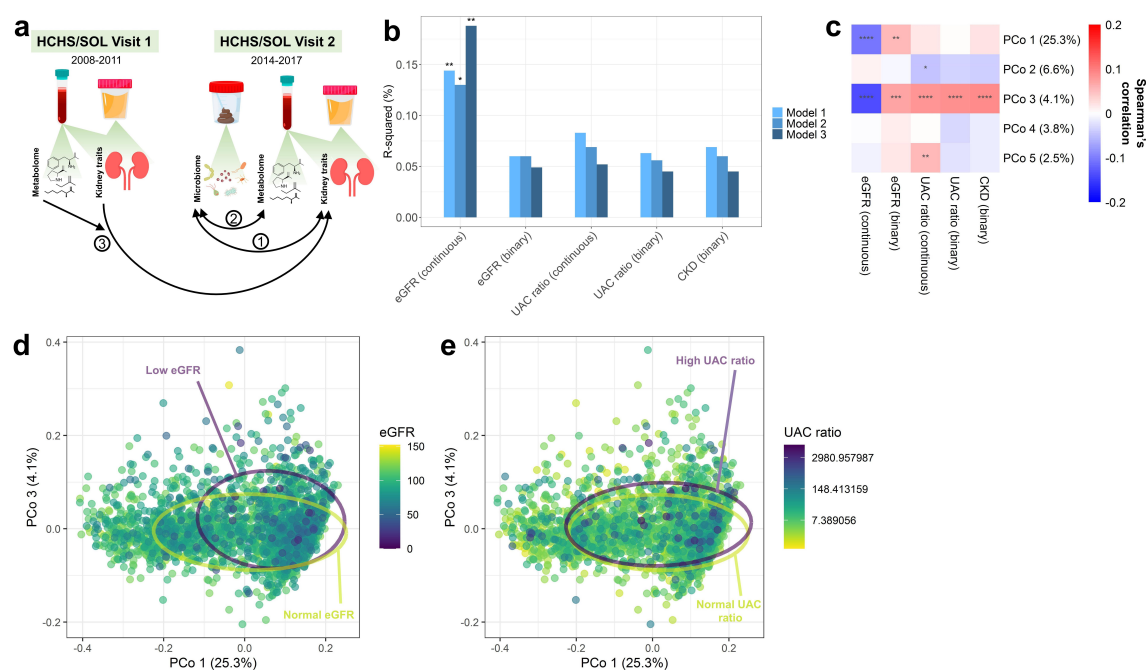 a
HCHS/SOL Visit 1
2008-2011
HCHS/SOL Visit 2
2014-2017
Metabolome
Kidney traits
Microbiome
Metabolome
Kidney traits
1
2
3
b
R-squared (%)
0.15
0.10
0.05
0.00
** * **
eGFR (continuous)
eGFR (binary)
UAC ratio (continuous)
UAC ratio (binary)
CKD (binary)
Model 1
Model 2
Model 3
c
**** **
*
**** *** **** **** ****
**
PCo 1 (25.3%)
PCo 2 (6.6%)
PCo 3 (4.1%)
PCo 4 (3.8%)
PCo 5 (2.5%)
eGFR (continuous)
eGFR (binary)
UAC ratio (continuous)
UAC ratio (binary)
CKD (binary)
0.2
0.1
0
-0.1
-0.2
Spearman's
correlation
d
PCo 3 (4.1%)
0.4
0.2
0.0
-0.2
-0.4 -0.2 0.0 0.2
PCo 1 (25.3%)
Low eGFR
Normal eGFR
eGFR
150
100
50
0
e
PCo 3 (4.1%)
0.4
0.2
0.0
-0.2
-0.4 -0.2 0.0 0.2
PCo 1 (25.3%)
High UAC ratio
Normal UAC
ratio
UAC ratio
2980.957987
148.413159
7.389056